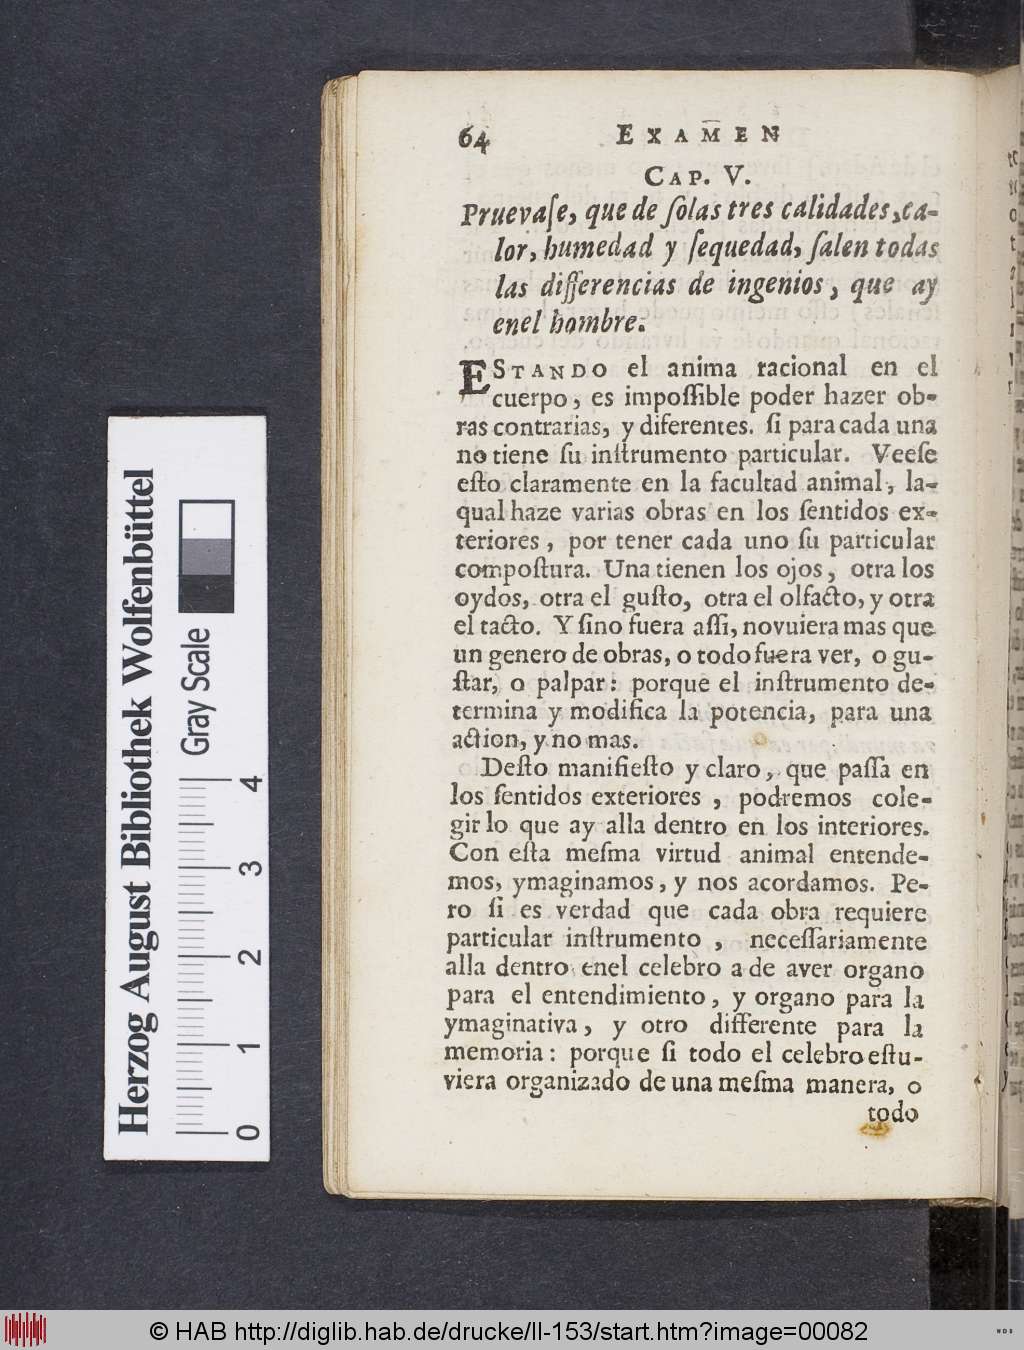 64 EXAMEN
CAP. V.
Pruevaſe, que de ſolas tres calidades, ca-
lor, humedad y ſequedad, ſalen todas
las differencias de ingenios, que ay
enel hombre.
ESTANDO el anima racional en el
cuerpo, es impoſſible poder hazer ob-
ras contrarias, y diferentes. ſi para cada una
no tiene ſu inſtrumento particular. Veeſe
eſto claramente en la facultad animal, la-
qual haze varias obras en los ſentidos ex-
teriores, por tener cada uno ſu particular
compoſtura. Una tienen los ojos, otra los
oydos, otra el guſto, otra el olfacto, y otra
el tacto. Y ſino fuera aſſi, no vuiera mas que
un genero de obras, o todo fuera ver, o gu-
ſtar, o palpar: porque el inſtrumento de-
termina y modifica la potencia, para una
action, y no mas.
Deſto manifieſto y claro, que paſſa en
los ſentidos exteriores, podremos cole-
gir lo que ay alla dentro en los interiores.
Con eſta meſma virtud animal entende-
mos, ymaginamos, y nos acordamos. Pe-
ro ſi es verdad que cada obra requiere
particular inſtrumento, neceſſariamente
alla dentro enel celebro a de aver organo
para el entendimiento, y organo para la
ymaginativa, y otro differente para la
memoria: porque ſi todo el celebro eſtu-
viera organizado de una meſma manera, o
todo
Herzog August Bibliothek Wolfenbüttel
Gray Scale
0 1 2 3 4
© HAB http://diglib.hab.de/drucke/ll-153/start.htm?image=00082